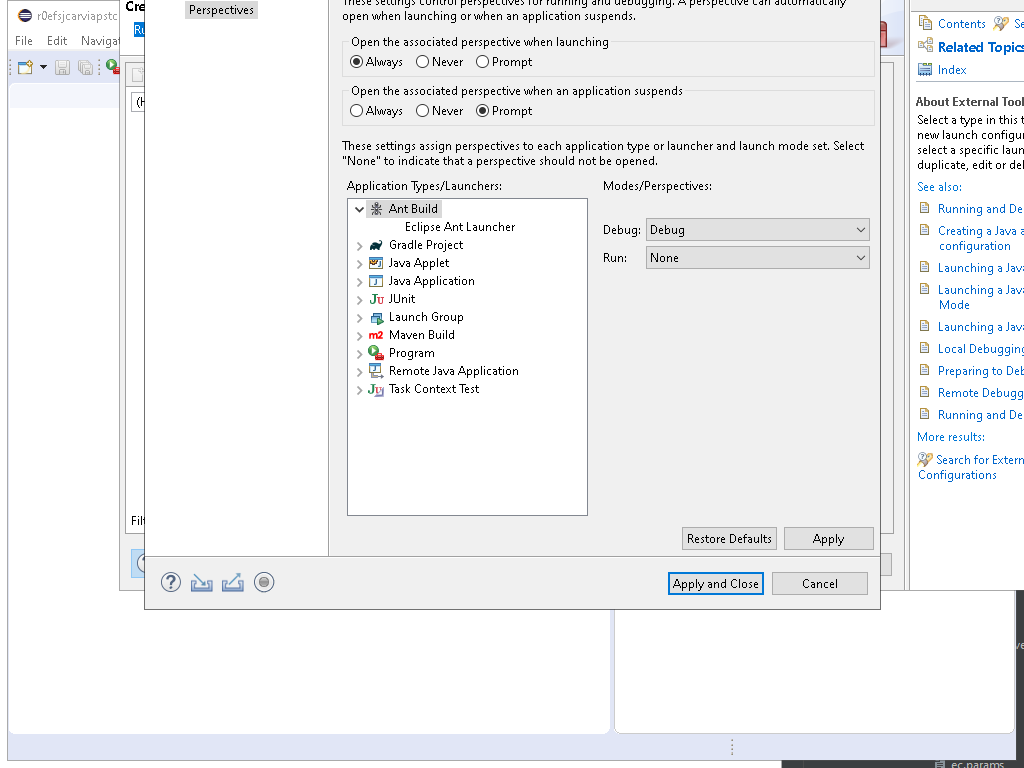 r0efsjcarviapstc
File Edit
Cre
Perspectives
These settings control perspectives for running and debugging. A perspective can automatically
open when launching or when an application suspends.
Open the associated perspective when launching
Always Never Prompt
Open the associated perspective when an application suspends
Always Never Prompt
These settings assign perspectives to each application type or launcher and launch mode set. Select
"None" to indicate that a perspective should not be opened.
Application Types/Launchers:
Modes/Perspectives:
Ant Build
Eclipse Ant Launcher
Gradle Project
Java Applet
Java Application
JUnit
Launch Group
Maven Build
Program
Remote Java Application
Task Context Test
Debug: Debug
Run: None
Restore Defaults Apply
Apply and Close Cancel
Contents Se
Related Topics
Index
About External Tool
Select a type in this t
new launch configur
select a specific laun
duplicate, edit or del
See also:
Running and De
Creating a Java a
configuration
Launching a Java
Launching a Java
Mode
Launching a Java
Local Debugging
Preparing to Deb
Remote Debugg
Running and De
More results:
Search for Extern
Configurations
ec.params